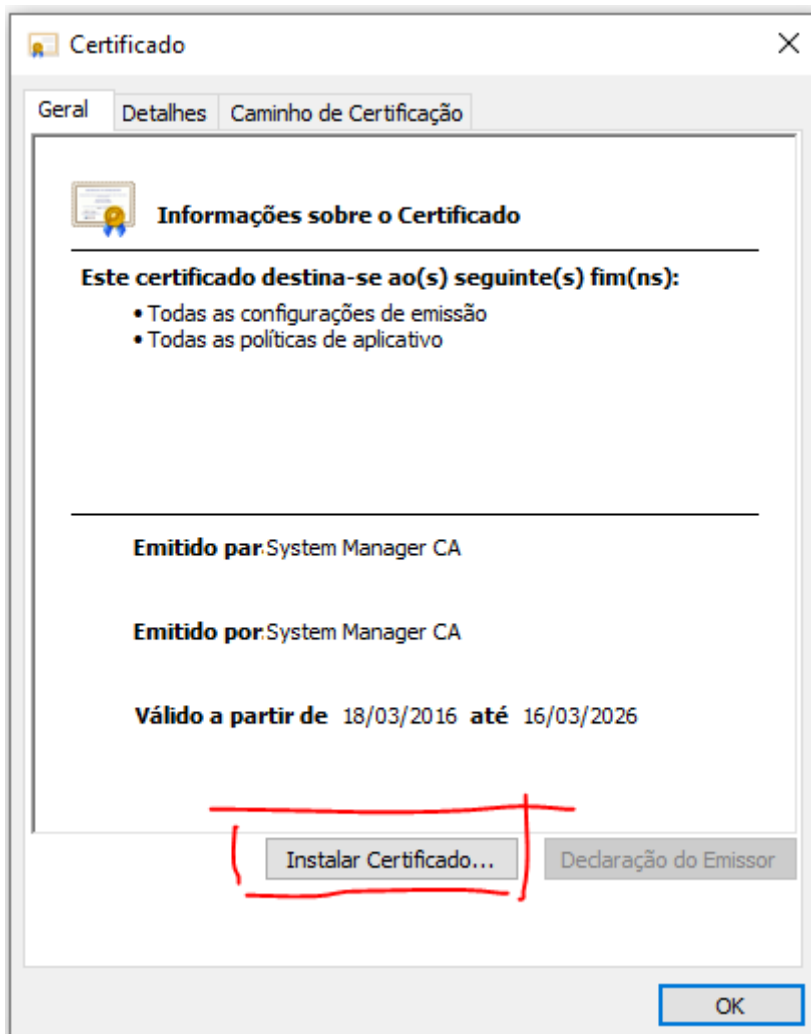 Certificado
Geral Detalhes Caminho de Certificação
Informações sobre o Certificado
Este certificado destina-se ao(s) seguinte(s) fim(ns):
• Todas as configurações de emissão
• Todas as políticas de aplicativo
Emitido par System Manager CA
Emitido por: System Manager CA
Válido a partir de 18/03/2016 até 16/03/2026
Instalar Certificado... Declaração do Emissor
OK